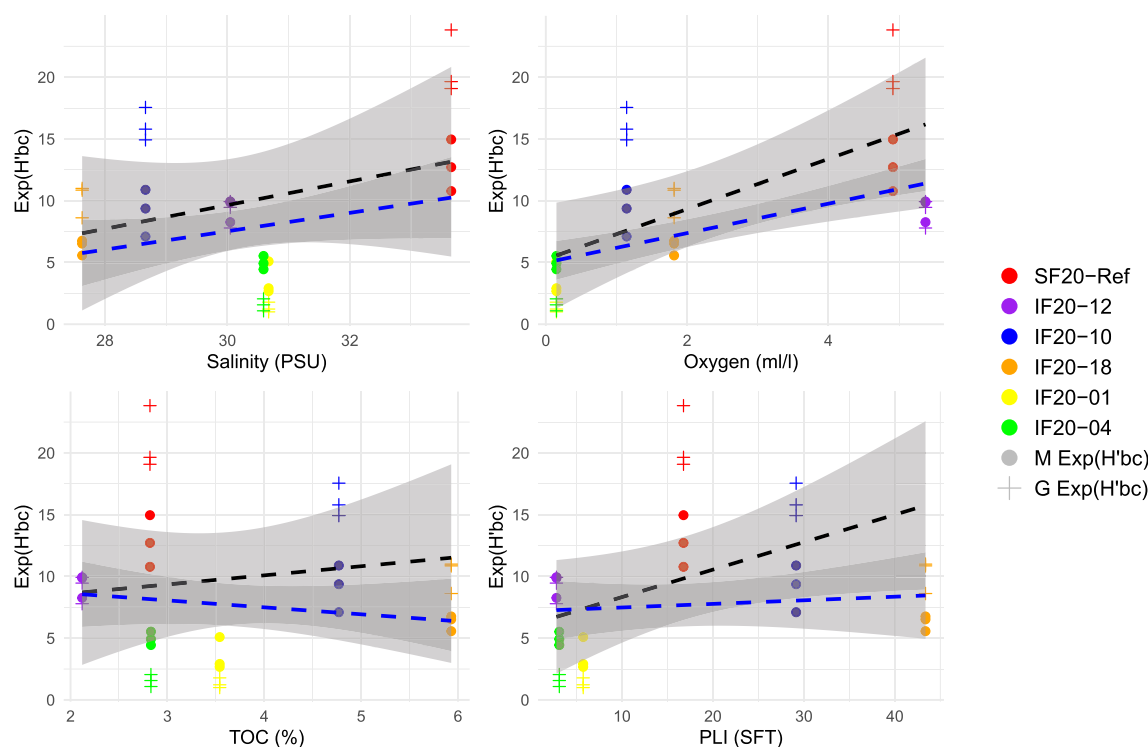 Exp(H'bc)
20
15
10
5
0
28
30
32
Salinity (PSU)
Exp(H'bc)
20
15
10
5
0
0
2
4
Oxygen (ml/l)
Exp(H'bc)
20
15
10
5
0
2
3
4
5
6
TOC (%)
Exp(H'bc)
20
15
10
5
0
10
20
30
40
PLI (SFT)
SF20−Ref
IF20−12
IF20−10
IF20−18
IF20−01
IF20−04
M Exp(H'bc)
G Exp(H'bc)